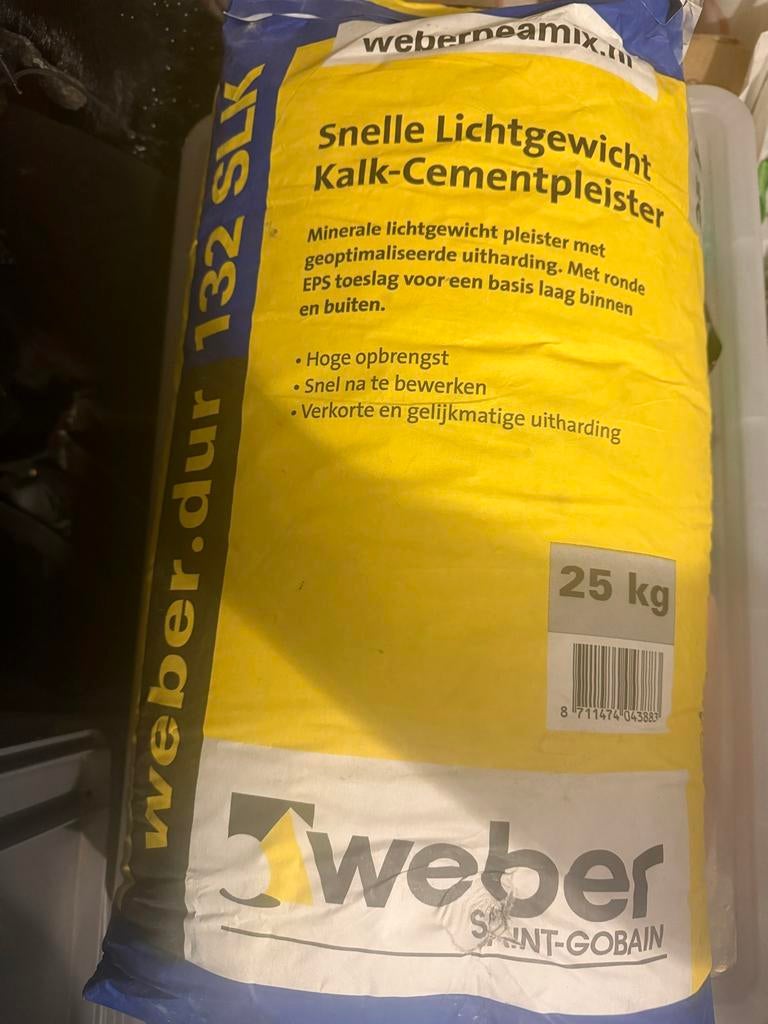 weberbeamix.nl
weber.dur 132 SLK
Snelle Lichtgewicht
Kalk-Cementpleister
Minerale lichtgewicht pleister met
geoptimaliseerde uitharding. Met ronde
EPS toeslag voor een basis laag binnen
en buiten.
• Hoge opbrengst
• Snel na te bewerken
• Verkorte en gelijkmatige uitharding
25 kg
8 711474 043883
weber
SAINT-GOBAIN